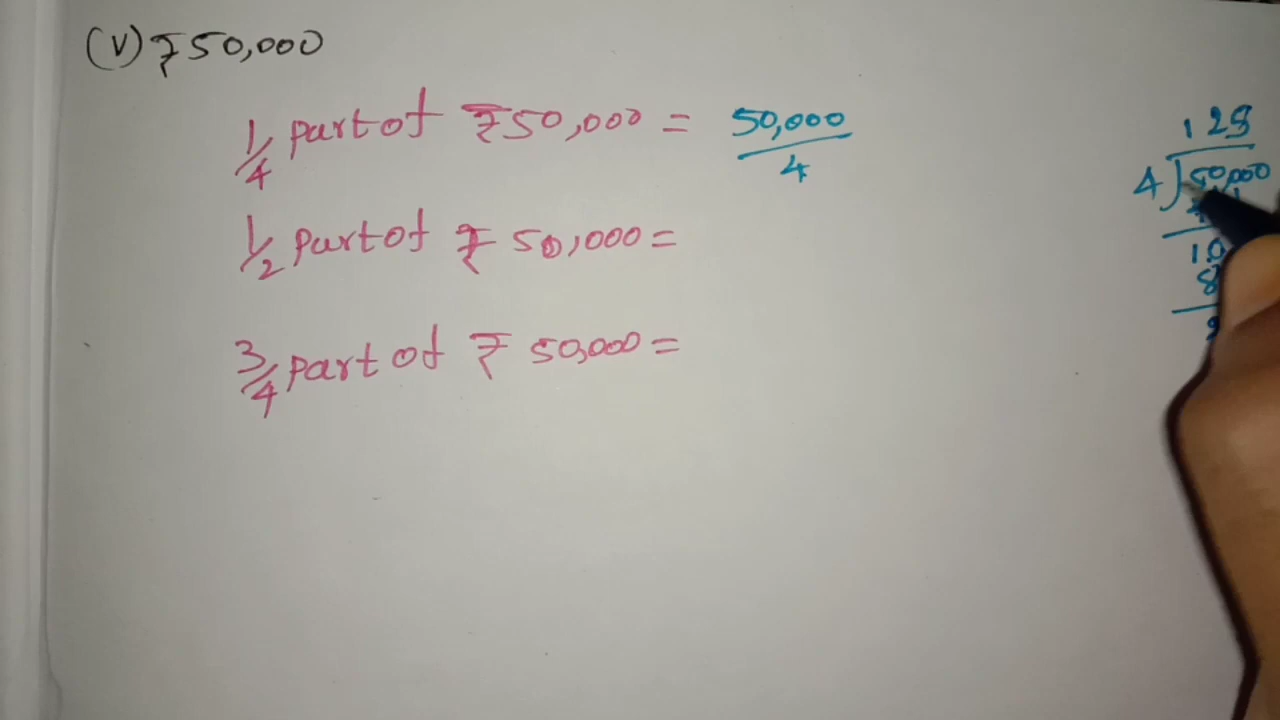 (V) ₹50,000
1/4 part of ₹50,000 = 50,000/4
1/2 part of ₹50,000 =
3/4 part of ₹50,000 =
125
4)50,000
10
8